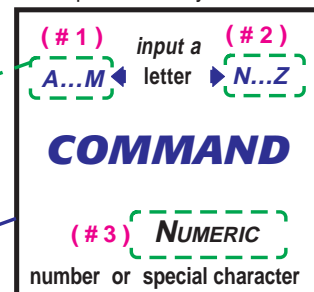 (#1) input a (#2)
A...M letter N...Z
COMMAND
(#3) NUMERIC
number or special character